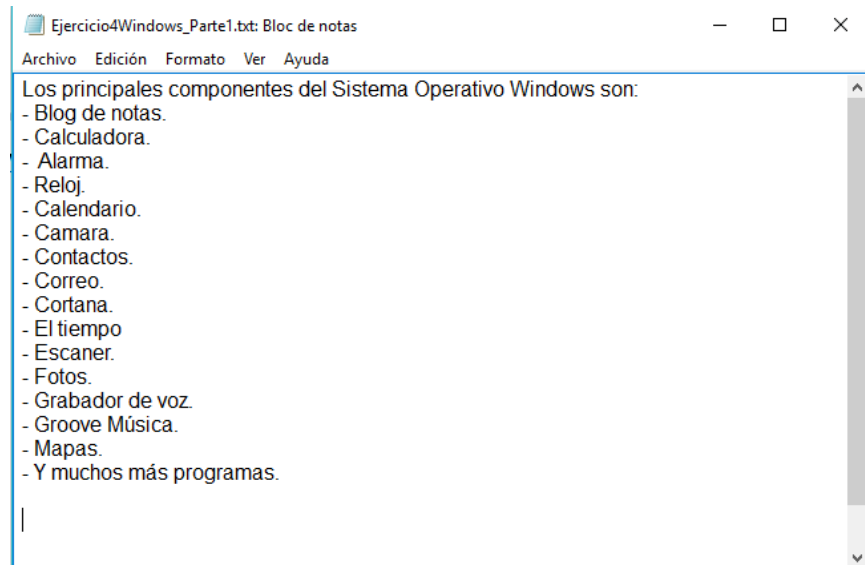 Ejercicio4Windows_Parte1.txt: Bloc de notas
Archivo Edición Formato Ver Ayuda
Los principales componentes del Sistema Operativo Windows son:
- Blog de notas.
- Calculadora.
-  Alarma.
- Reloj.
- Calendario.
- Camara.
- Contactos.
- Correo.
- Cortana.
- El tiempo
- Escaner.
- Fotos.
- Grabador de voz.
- Groove Música.
- Mapas.
- Y muchos más programas.